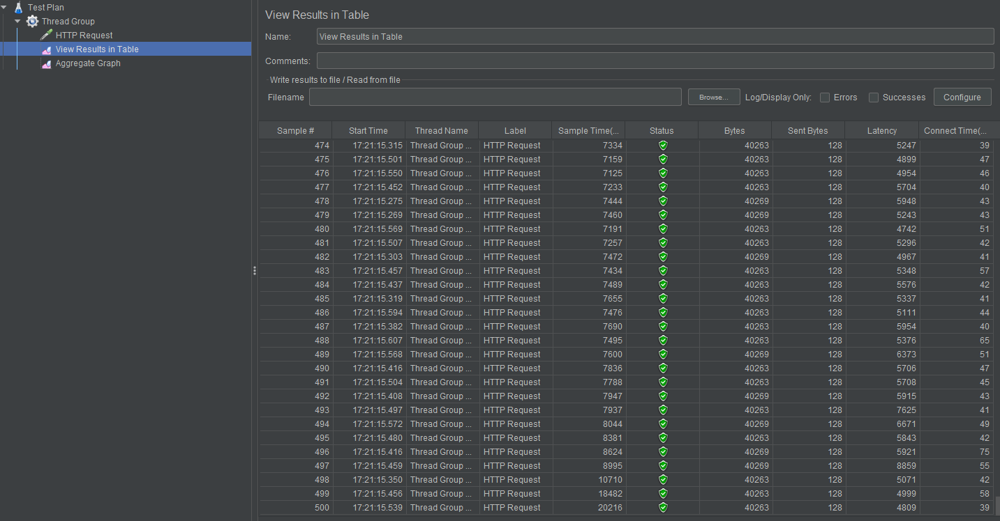 Test Plan
Thread Group
HTTP Request
View Results in Table
Aggregate Graph
View Results in Table
Name: View Results in Table
Comments:
Write results to file / Read from file
Filename Browse... Log/Display Only: Errors Successes Configure
Sample # Start Time Thread Name Label Sample Time(... Status Bytes Sent Bytes Latency Connect Time(...
474 17:21:15.315 Thread Group ... HTTP Request 7334 40263 128 5247 39
475 17:21:15.501 Thread Group ... HTTP Request 7159 40263 128 4899 47
476 17:21:15.550 Thread Group ... HTTP Request 7125 40263 128 4954 46
477 17:21:15.452 Thread Group ... HTTP Request 7233 40263 128 5704 40
478 17:21:15.275 Thread Group ... HTTP Request 7444 40269 128 5948 43
479 17:21:15.269 Thread Group ... HTTP Request 7460 40269 128 5243 43
480 17:21:15.569 Thread Group ... HTTP Request 7191 40263 128 4742 51
481 17:21:15.507 Thread Group ... HTTP Request 7257 40263 128 5296 42
482 17:21:15.303 Thread Group ... HTTP Request 7472 40269 128 4967 41
483 17:21:15.457 Thread Group ... HTTP Request 7434 40269 128 5348 57
484 17:21:15.437 Thread Group ... HTTP Request 7489 40269 128 5576 42
485 17:21:15.319 Thread Group ... HTTP Request 7655 40263 128 5337 41
486 17:21:15.594 Thread Group ... HTTP Request 7476 40263 128 5111 44
487 17:21:15.382 Thread Group ... HTTP Request 7690 40263 128 5954 40
488 17:21:15.607 Thread Group ... HTTP Request 7495 40263 128 5376 65
489 17:21:15.568 Thread Group ... HTTP Request 7600 40269 128 6373 51
490 17:21:15.416 Thread Group ... HTTP Request 7836 40263 128 5706 47
491 17:21:15.504 Thread Group ... HTTP Request 7788 40263 128 5708 45
492 17:21:15.408 Thread Group ... HTTP Request 7947 40269 128 5915 43
493 17:21:15.497 Thread Group ... HTTP Request 7937 40269 128 7625 41
494 17:21:15.572 Thread Group ... HTTP Request 8044 40269 128 6671 49
495 17:21:15.480 Thread Group ... HTTP Request 8381 40263 128 5843 42
496 17:21:15.416 Thread Group ... HTTP Request 8624 40269 128 5921 75
497 17:21:15.459 Thread Group ... HTTP Request 8995 40269 128 8859 55
498 17:21:15.350 Thread Group ... HTTP Request 10710 40263 128 5071 42
499 17:21:15.456 Thread Group ... HTTP Request 18482 40263 128 4999 58
500 17:21:15.539 Thread Group ... HTTP Request 20216 40263 128 4809 39